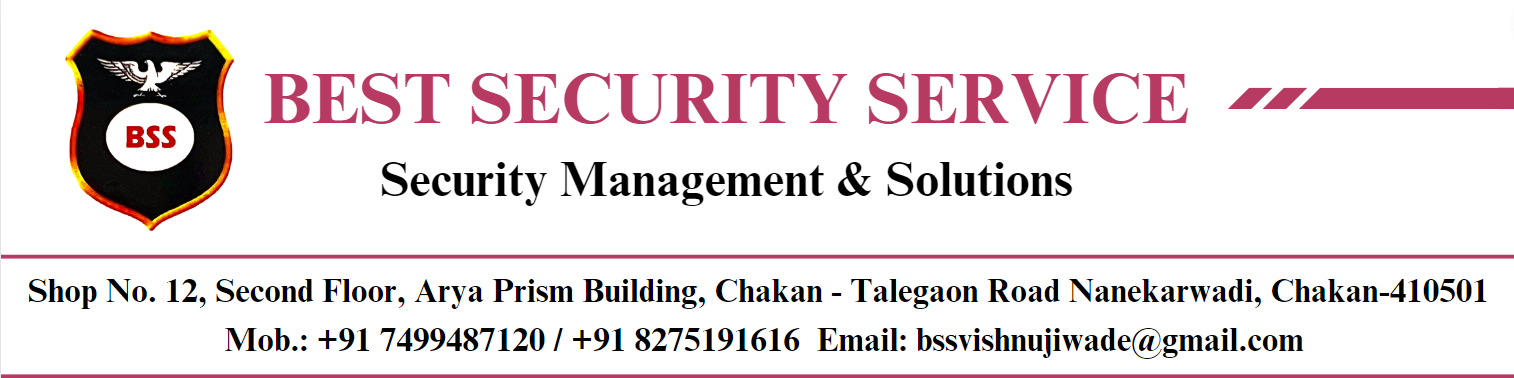 BSS
BEST SECURITY SERVICE
Security Management & Solutions
Shop No. 12, Second Floor, Arya Prism Building, Chakan - Talegaon Road Nanekarwadi, Chakan-410501
Mob.: +91 7499487120 / +91 8275191616 Email: bssvishnujiwade@gmail.com